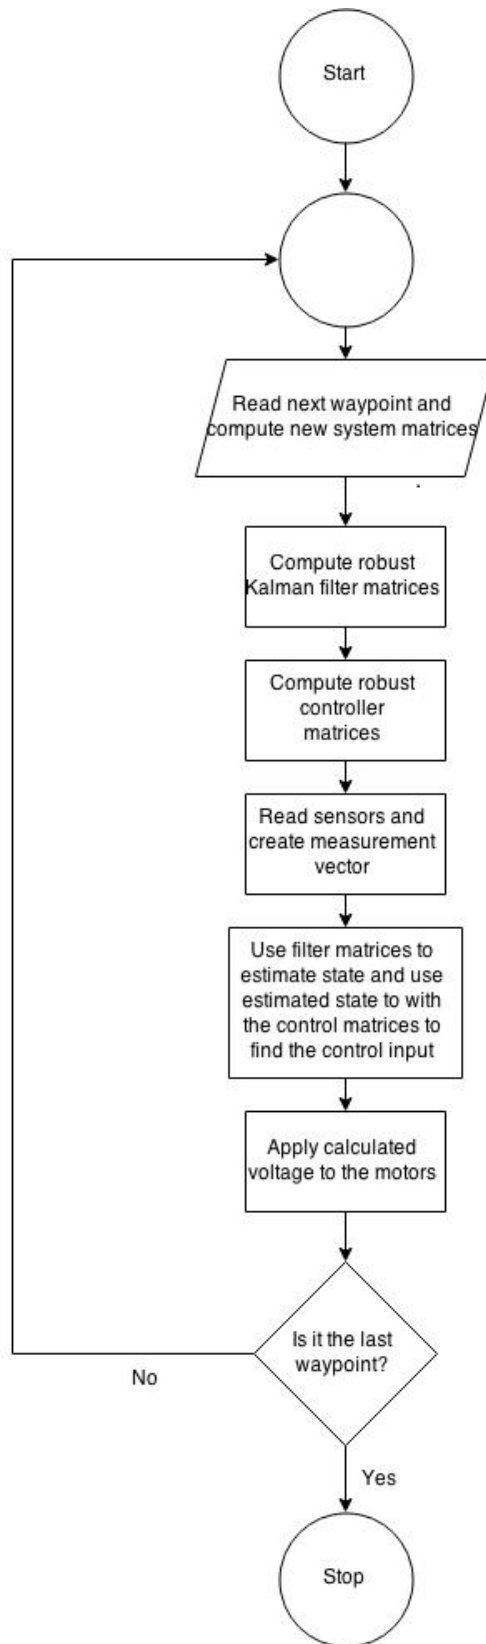 Start
Read next waypoint and
compute new system matrices
Compute robust
Kalman filter matrices
Compute robust
controller
matrices
Read sensors and
create measurement
vector
Use filter matrices to
estimate state and use
estimated state to with
the control matrices to
find the control input
Apply calculated
voltage to the motors
Is it the last
waypoint?
No
Yes
Stop